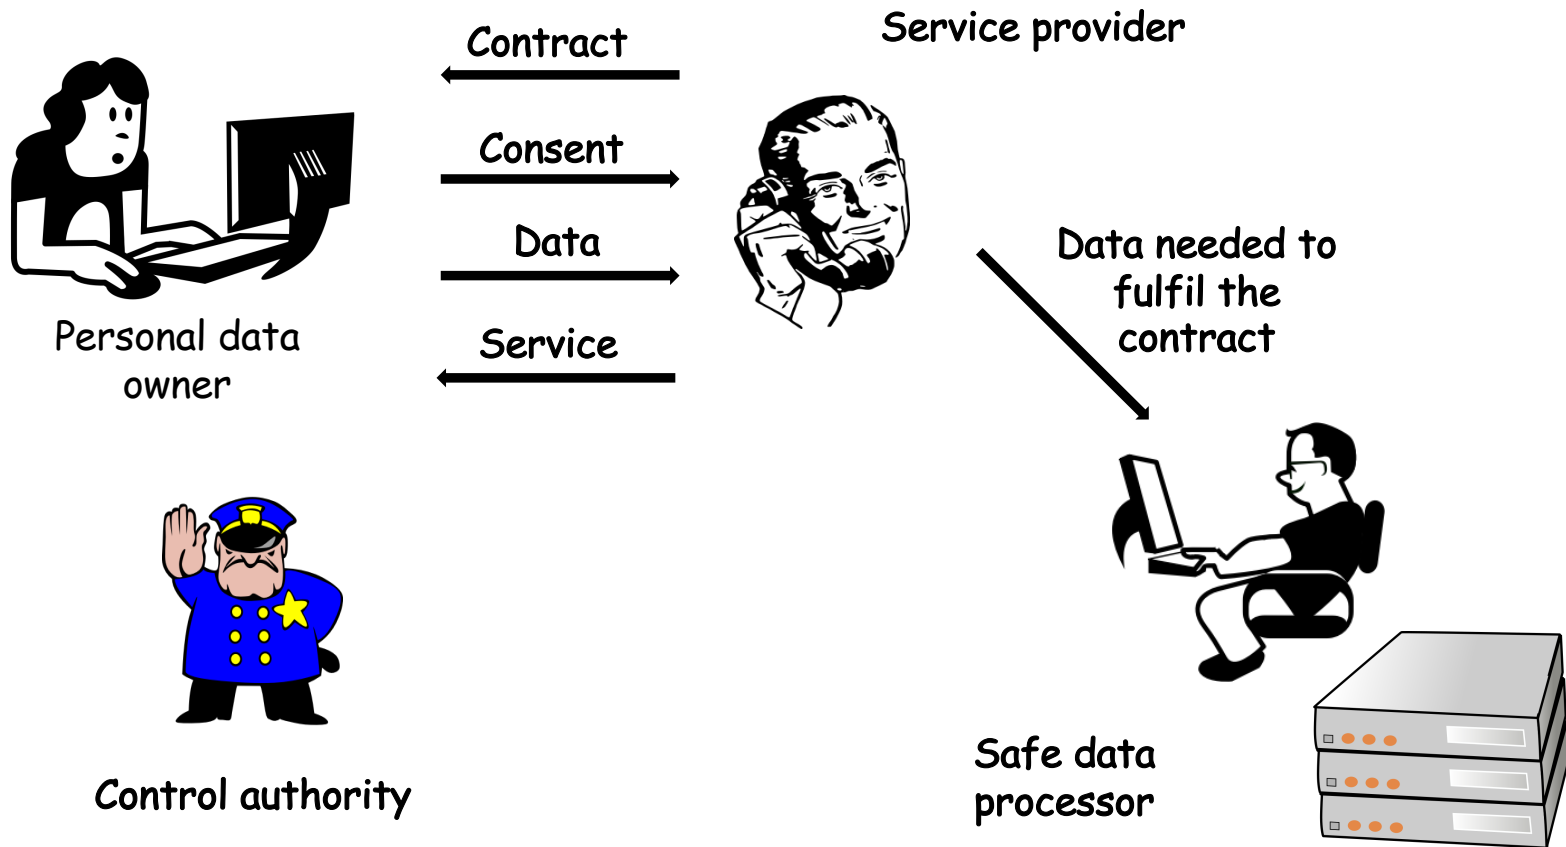 Service provider
Contract
Consent
Data
Service
Personal data
owner
Data needed to
fulfil the
contract
Control authority
Safe data
processor